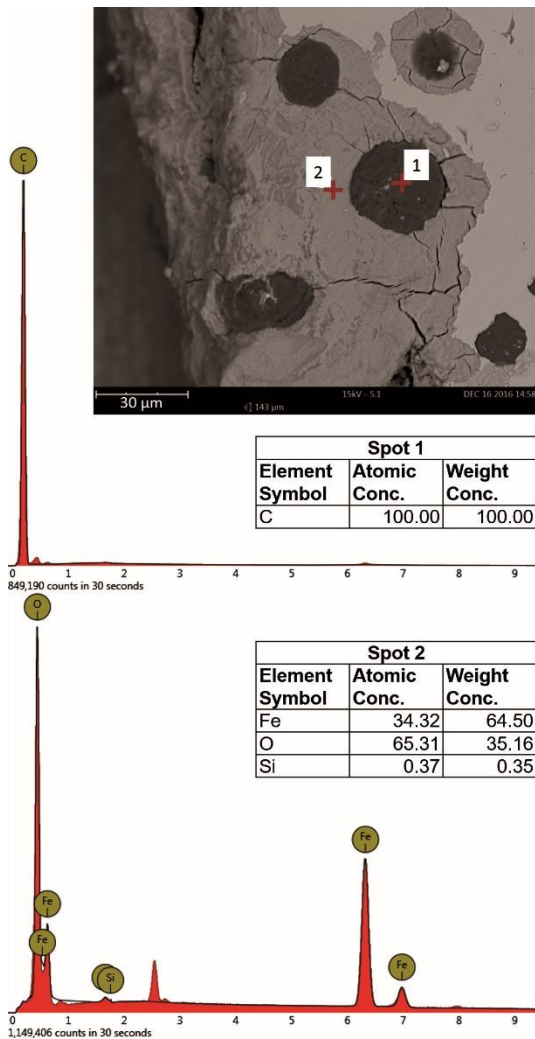 C
2
1
30 µm
143 µm
15kV - 5.1
DEC 16 2016 14:58
Spot 1
Element Symbol Atomic Conc. Weight Conc.
C 100.00 100.00
0 1 2 3 4 5 6 7 8 9
849,190 counts in 30 seconds
O
Spot 2
Element Symbol Atomic Conc. Weight Conc.
Fe 34.32 64.50
O 65.31 35.16
Si 0.37 0.35
Fe
Fe
Fe
Si
Fe
0 1 2 3 4 5 6 7 8 9
1,149,406 counts in 30 seconds